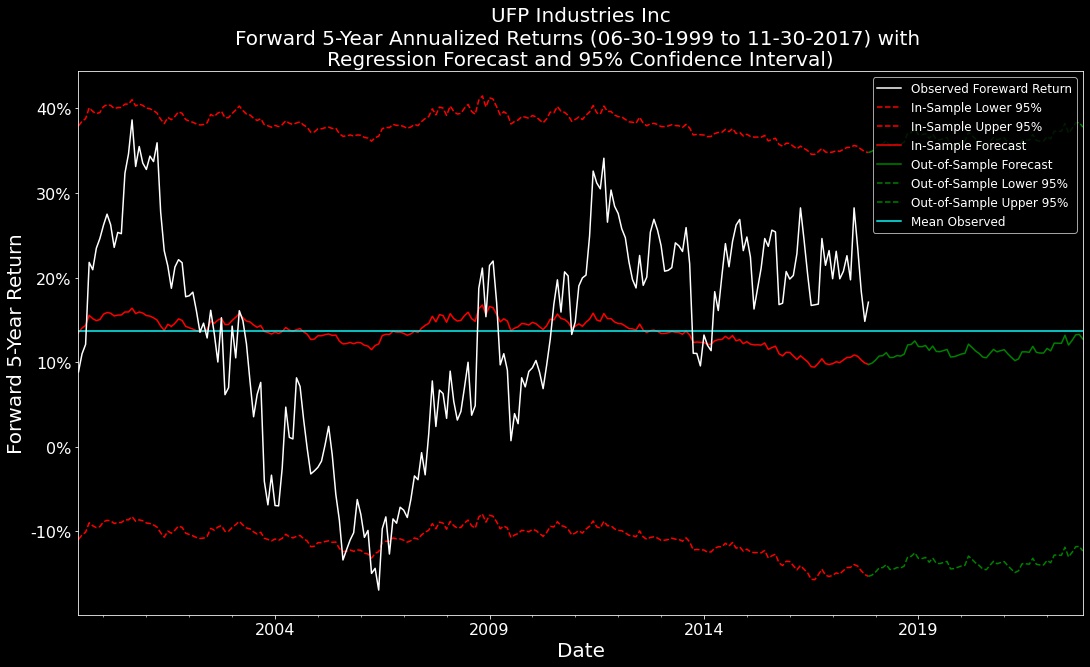 UFP Industries Inc
Forward 5-Year Annualized Returns (06-30-1999 to 11-30-2017) with
Regression Forecast and 95% Confidence Interval)
Forward 5-Year Return
40%
30%
20%
10%
0%
-10%
Observed Foreward Return
In-Sample Lower 95%
In-Sample Upper 95%
In-Sample Forecast
Out-of-Sample Forecast
Out-of-Sample Lower 95%
Out-of-Sample Upper 95%
Mean Observed
2004
2009
2014
2019
Date